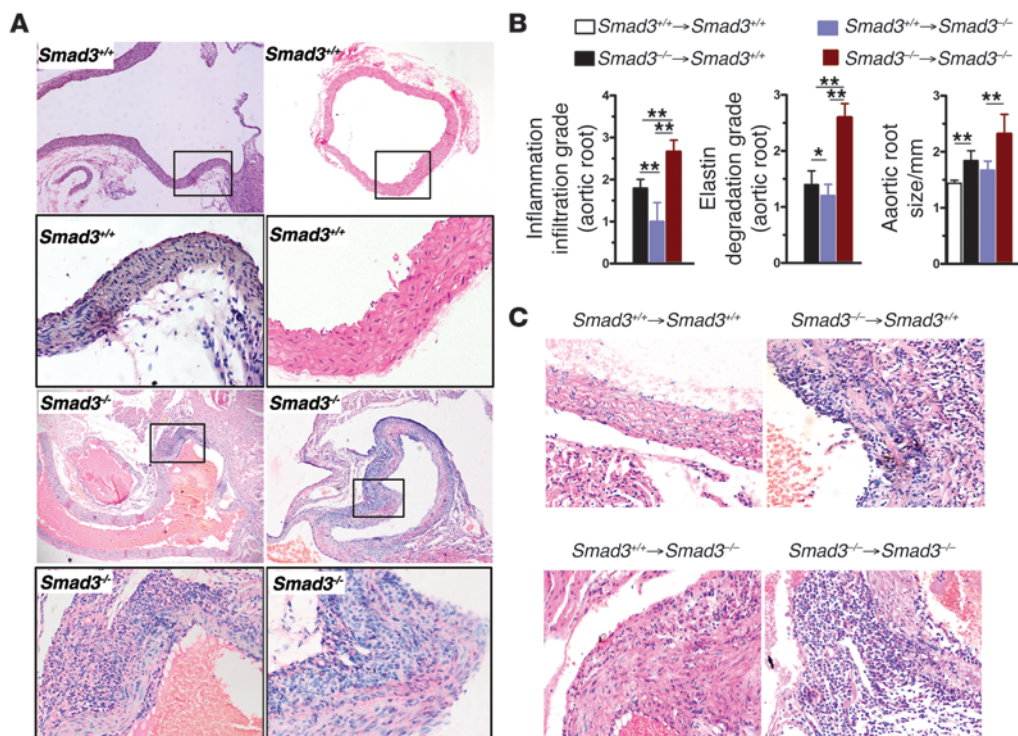 A
Smad3+/+
Smad3+/+
Smad3+/+
Smad3+/+
Smad3-/-
Smad3-/-
Smad3-/-
Smad3-/-
B
Smad3+/+→Smad3+/+
Smad3+/+→Smad3–/–
Smad3–/–→Smad3+/+
Smad3–/–→Smad3–/–
Inflammation
infiltration grade
(aortic root)
4
3
2
1
0
**
**
**
Elastin
degradation grade
(aortic root)
4
3
2
1
0
**
**
*
Aaortic root
size/mm
3
2
1
0
**
**
C
Smad3+/+→Smad3+/+
Smad3–/–→Smad3+/+
Smad3+/+→Smad3–/–
Smad3–/–→Smad3–/–